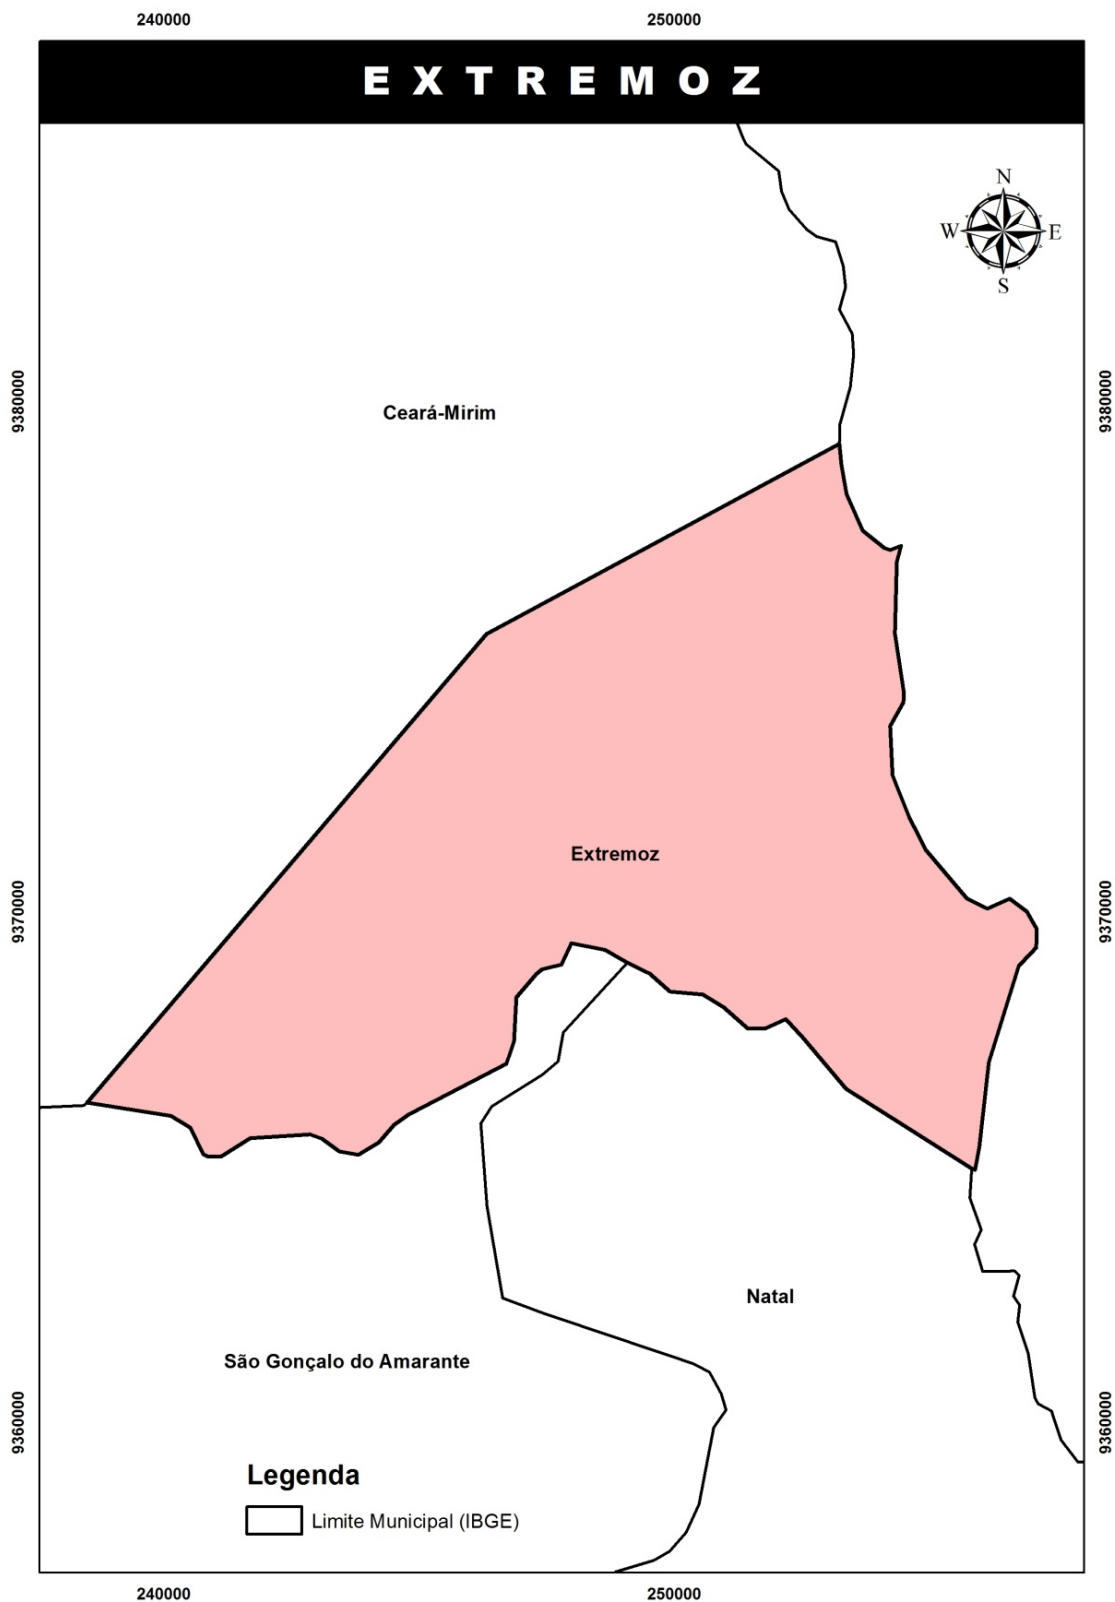 240000 250000
EXTREMOZ
N
W E
S
9380000 9380000
Ceará-Mirim
Extremoz
9370000 9370000
Natal
São Gonçalo do Amarante
9360000 9360000
Legenda
Limite Municipal (IBGE)
240000 250000